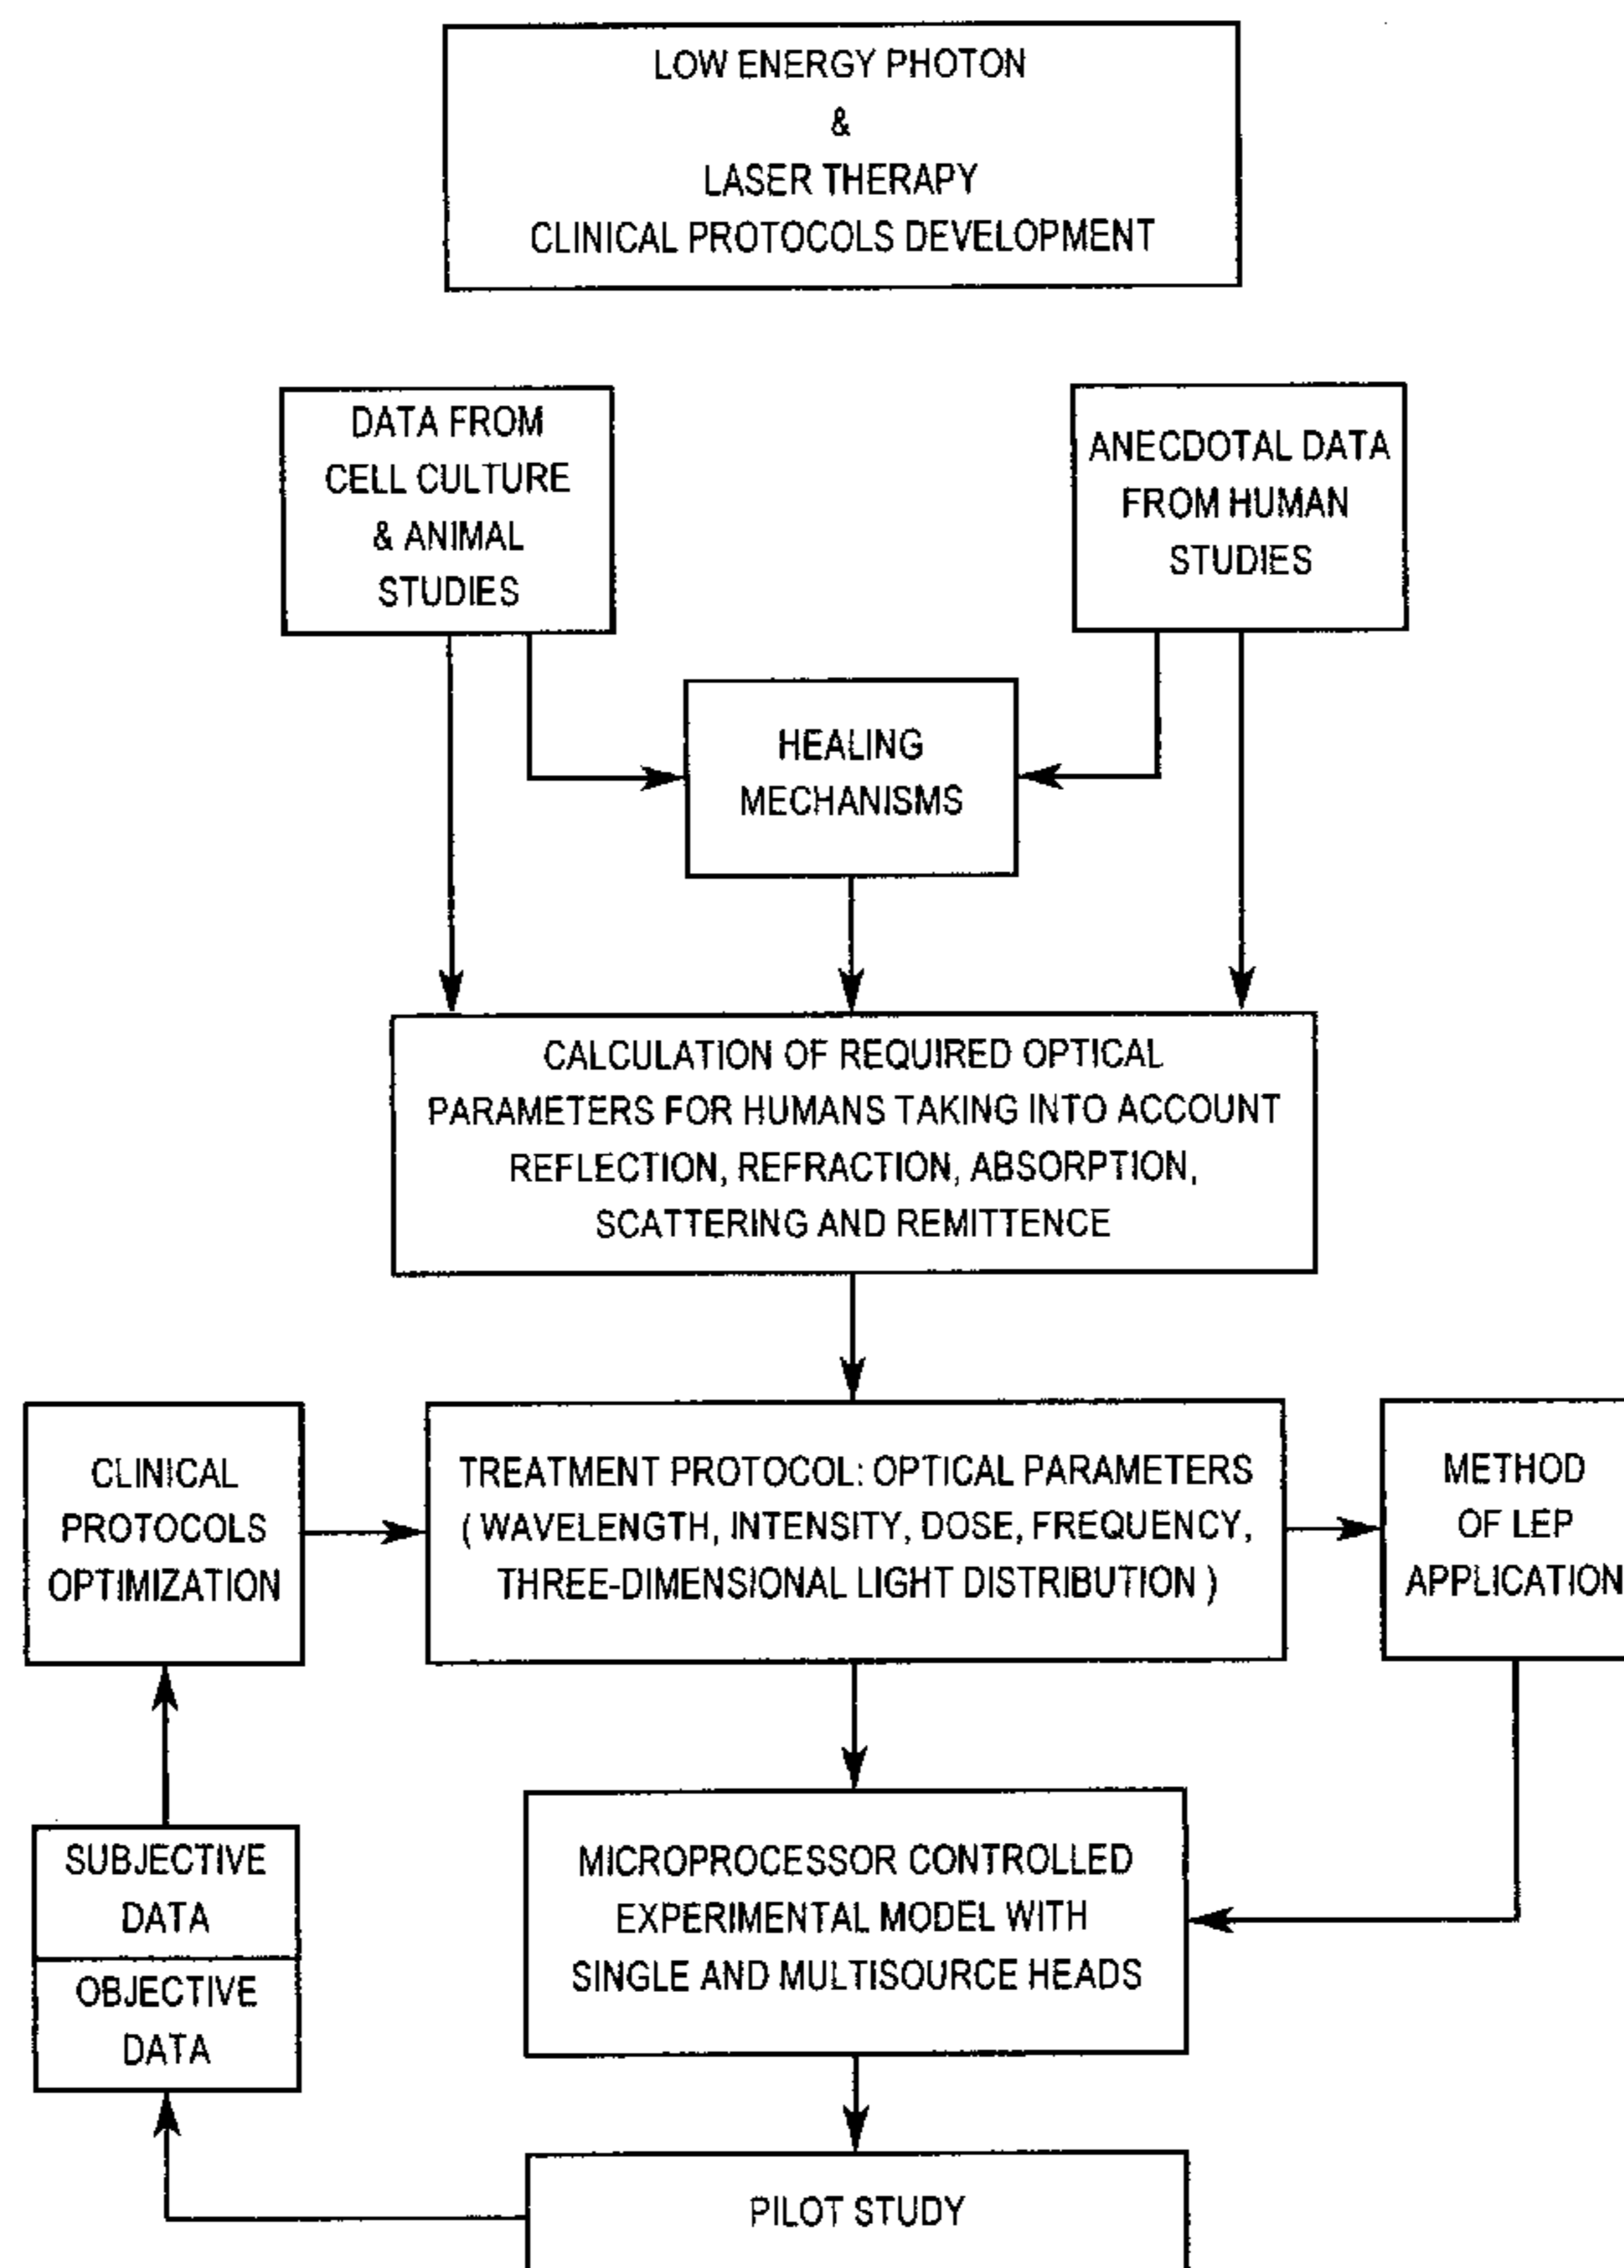 LOW ENERGY PHOTON
&
LASER THERAPY
CLINICAL PROTOCOLS DEVELOPMENT
DATA FROM
CELL CULTURE
& ANIMAL
STUDIES
ANECDOTAL DATA
FROM HUMAN
STUDIES
HEALING
MECHANISMS
CALCULATION OF REQUIRED OPTICAL
PARAMETERS FOR HUMANS TAKING INTO ACCOUNT
REFLECTION, REFRACTION, ABSORPTION,
SCATTERING AND REMITTENCE
CLINICAL
PROTOCOLS
OPTIMIZATION
TREATMENT PROTOCOL: OPTICAL PARAMETERS
( WAVELENGTH, INTENSITY, DOSE, FREQUENCY,
THREE-DIMENSIONAL LIGHT DISTRIBUTION )
METHOD
OF LEP
APPLICATION
SUBJECTIVE
DATA
OBJECTIVE
DATA
MICROPROCESSOR CONTROLLED
EXPERIMENTAL MODEL WITH
SINGLE AND MULTISOURCE HEADS
PILOT STUDY